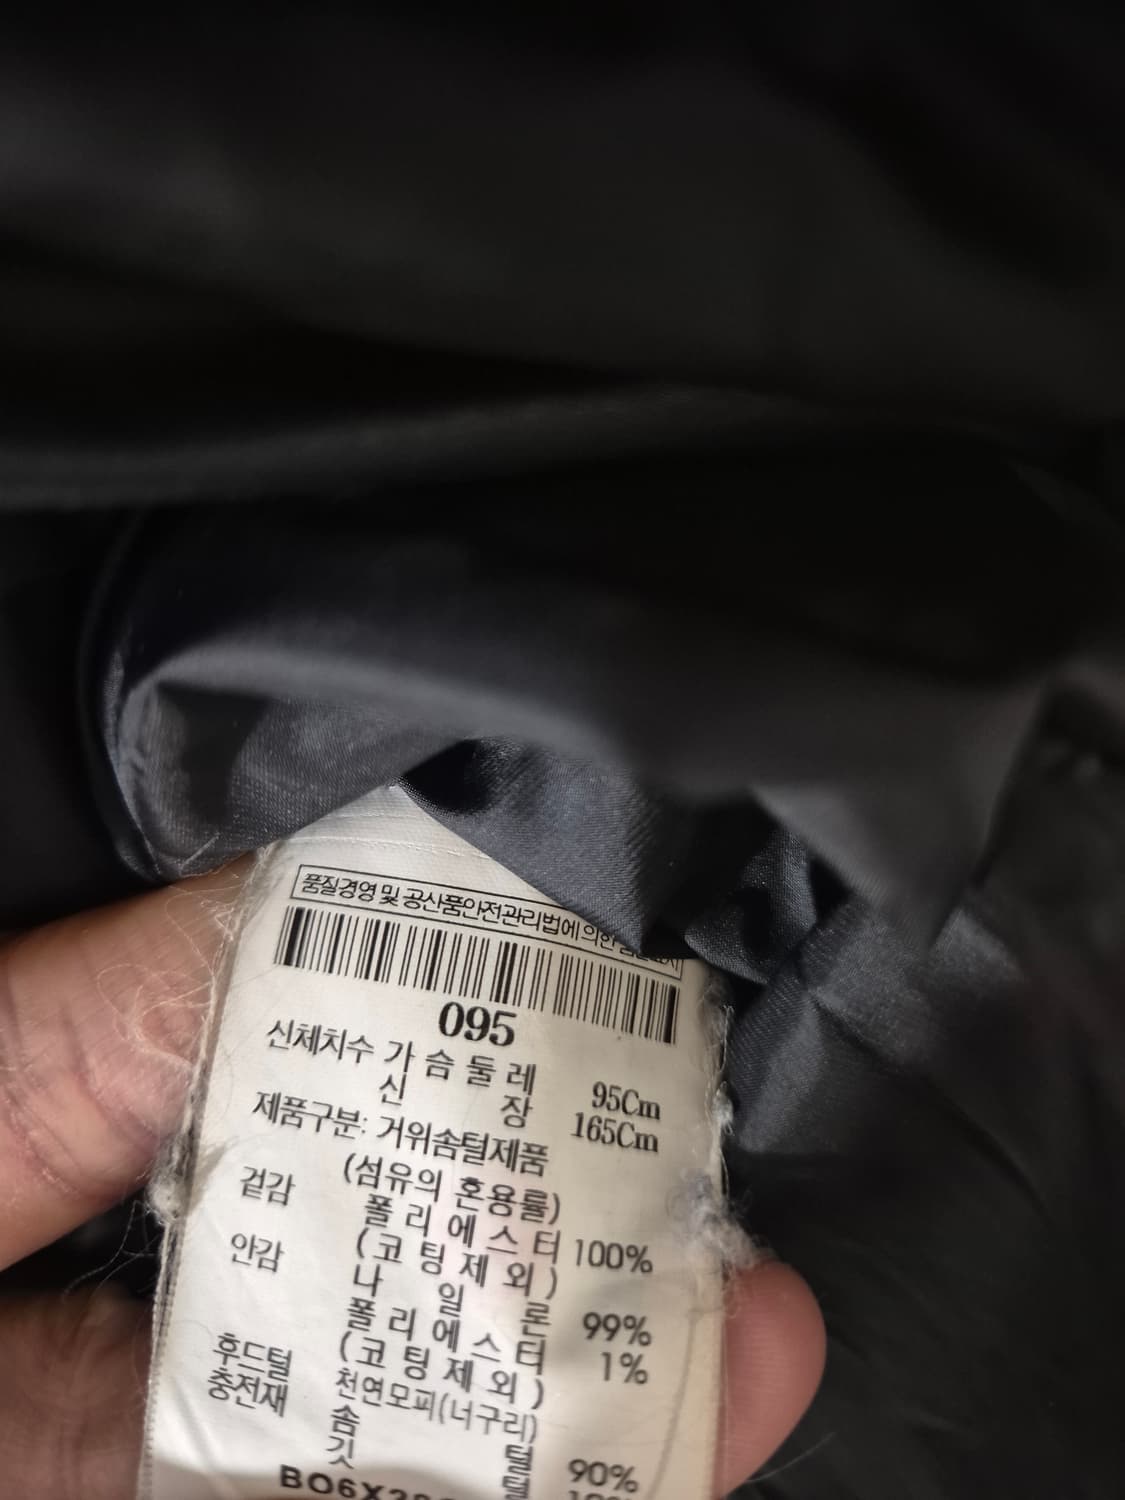 품질경영 및 공산품안전관리법에 의한
095
신체치수 가 슴 둘 레 95Cm
신 장 165Cm
제품구분: 거위솜털제품
(섬유의 혼용률)
겉감 폴 리 에 스 터 100%
(코 팅 제 외)
안감 나 일 론 99%
폴 리 에 스 터 1%
(코 팅 제 외)
후드털 천연모피(너구리)
충전재 솜 털 90%
깃 털